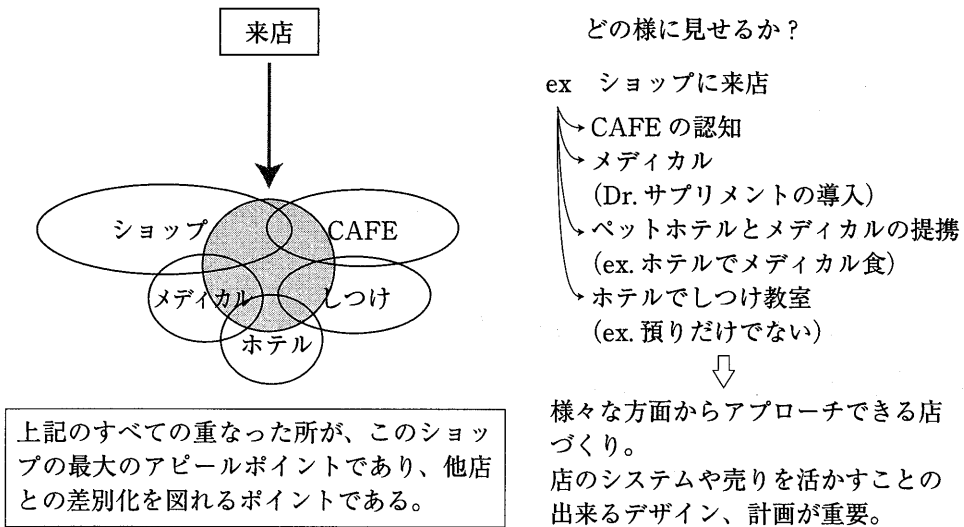 来店
ショップ
CAFE
メディカル
しつけ
ホテル
上記のすべての重なった所が、このショッ
プの最大のアピールポイントであり、他店
との差別化を図れるポイントである。
どの様に見せるか？
ex ショップに来店
CAFEの認知
メディカル
(Dr.サプリメントの導入)
ペットホテルとメディカルの提携
(ex.ホテルでメディカル食)
ホテルでしつけ教室
(ex.預りだけでない)
様々な方面からアプローチできる店
づくり。
店のシステムや売りを活かすことの
出来るデザイン、計画が重要。